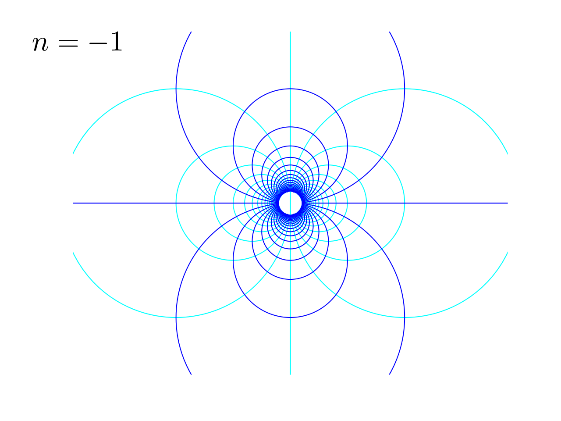 n = −1